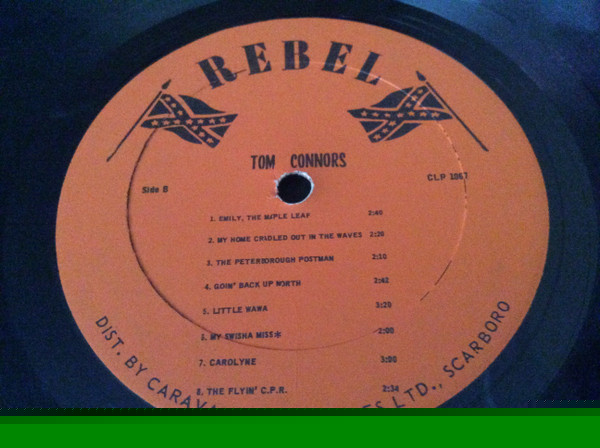 REBEL
TOM CONNORS
Side B
CLP 1067
1. EMILY, THE MAPLE LEAF 2:40
2. MY HOME CRADLED OUT IN THE WAVES 2:20
3. THE PETERBOROUGH POSTMAN 2:10
4. GOIN' BACK UP NORTH 2:42
5. LITTLE WAWA 3:20
6. MY SWISHA MISS* 2:00
7. CAROLYNE 3:00
8. THE FLYIN' C.P.R. 2:34
DIST. BY LTD., SCARBORO